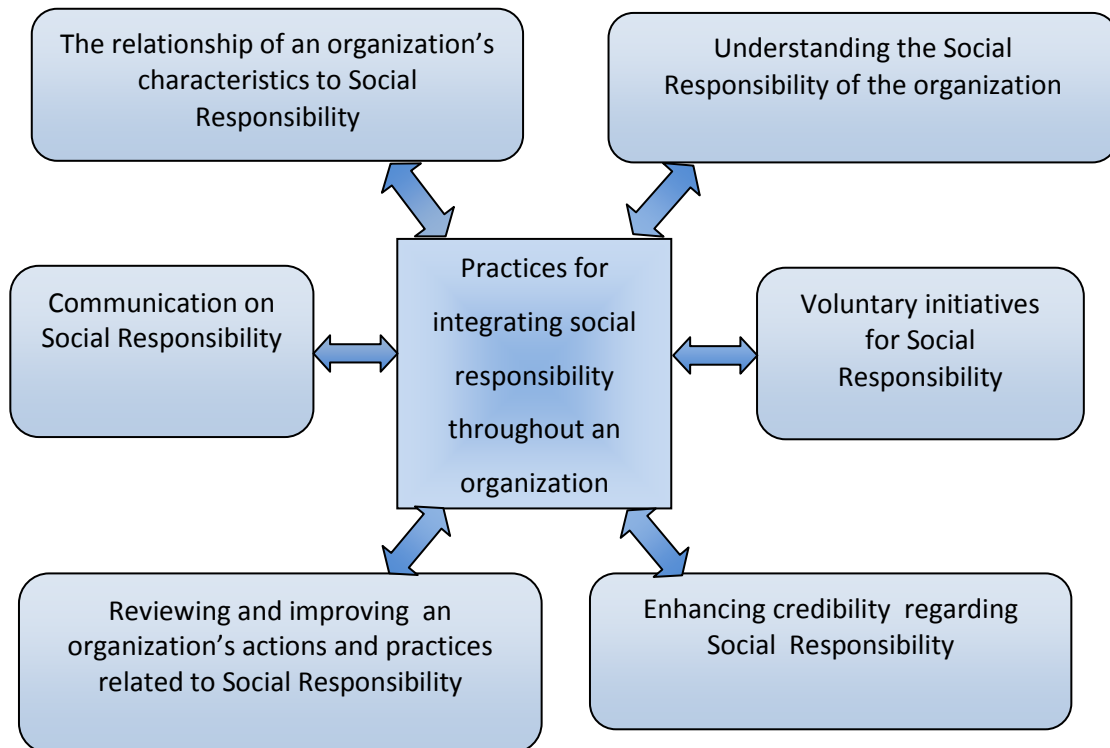 The relationship of an organization’s
characteristics to Social
Responsibility
Understanding the Social
Responsibility of the organization
Communication on
Social Responsibility
Practices for
integrating social
responsibility
throughout an
organization
Voluntary initiatives
for Social
Responsibility
Reviewing and improving  an
organization’s actions and practices
related to Social Responsibility
Enhancing credibility  regarding
Social  Responsibility